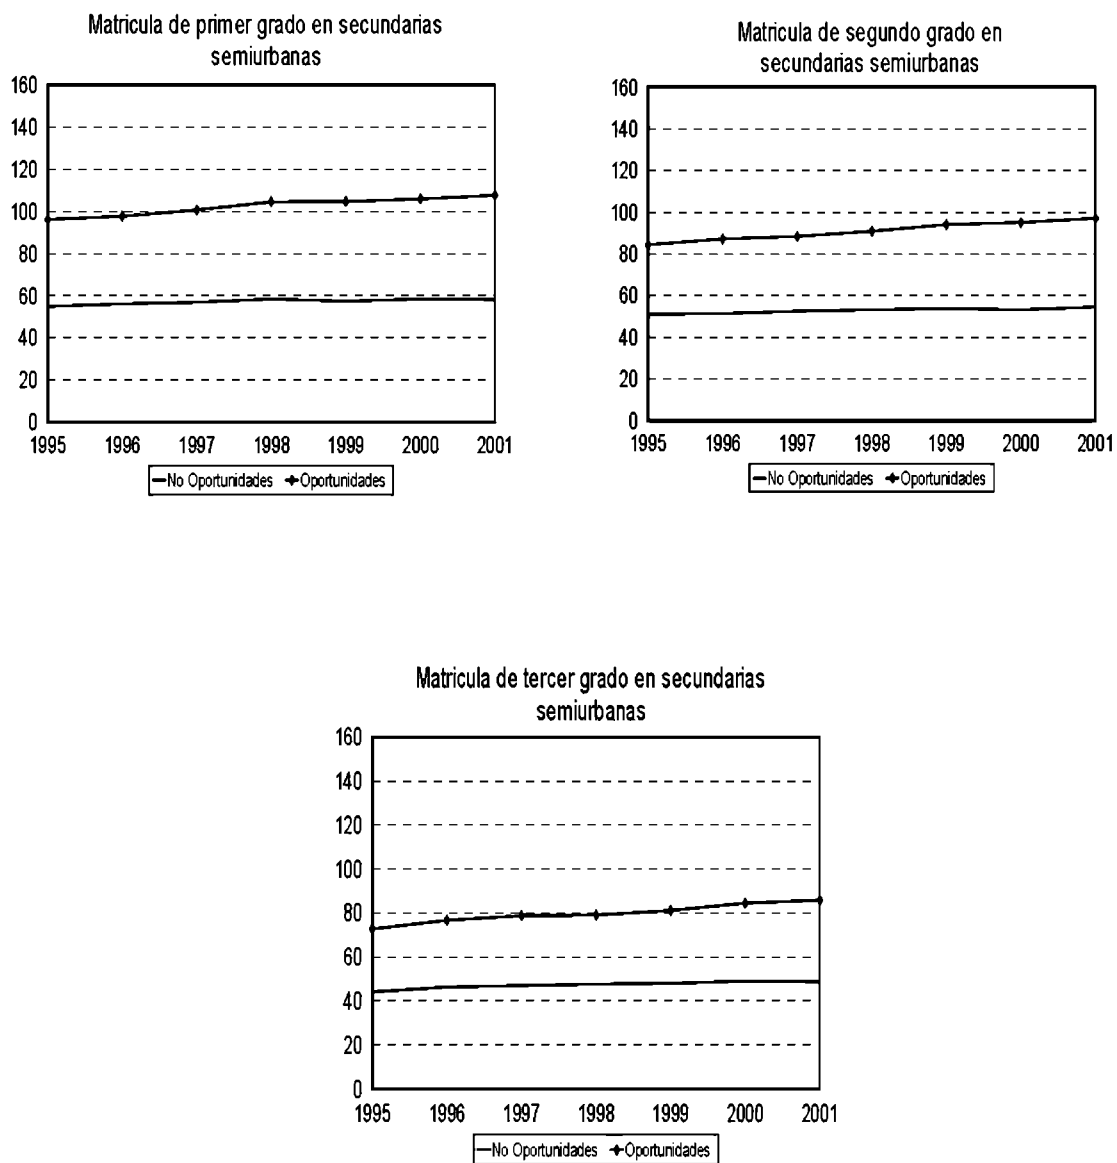 Matricula de primer grado en secundarias
semiurbanas
160
140
120
100
80
60
40
20
0
1995 1996 1997 1998 1999 2000 2001
No Oportunidades Oportunidades
Matricula de segundo grado en
secundarias semiurbanas
160
140
120
100
80
60
40
20
0
1995 1996 1997 1998 1999 2000 2001
No Oportunidades Oportunidades
Matricula de tercer grado en secundarias
semiurbanas
160
140
120
100
80
60
40
20
0
1995 1996 1997 1998 1999 2000 2001
No Oportunidades Oportunidades